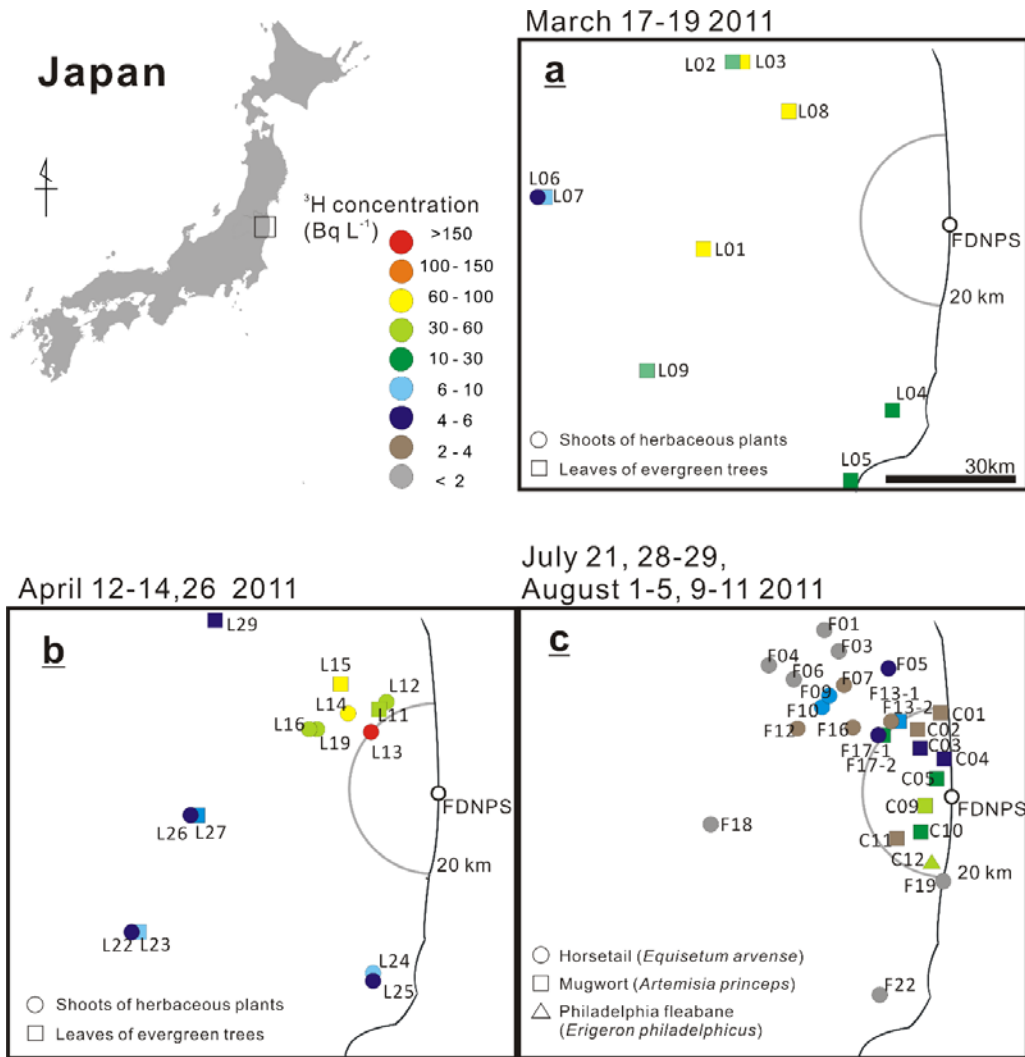 Japan
³H concentration
(Bq L⁻¹)
>150
100 - 150
60 - 100
30 - 60
10 - 30
6 - 10
4 - 6
2 - 4
< 2
March 17-19 2011
a
L02
L03
L08
L06
L07
FDNPS
L01
20 km
L09
L04
Shoots of herbaceous plants
L05
Leaves of evergreen trees
30km
April 12-14,26 2011
b
L29
L15
L12
L14
L11
L16
L19
L13
FDNPS
L26
L27
20 km
L22
L23
L24
L25
Shoots of herbaceous plants
Leaves of evergreen trees
July 21, 28-29,
August 1-5, 9-11 2011
c
F01
F03
F04
F05
F06
F07
F09
F13-1
F10
F13-2
C01
F12
F16
C02
F17-1
C03
F17-2
C04
C05
C09
FDNPS
F18
C10
C11
C12
20 km
F19
Horsetail (Equisetum arvense)
Mugwort (Artemisia princeps)
F22
Philadelphia fleabane
(Erigeron philadelphicus)